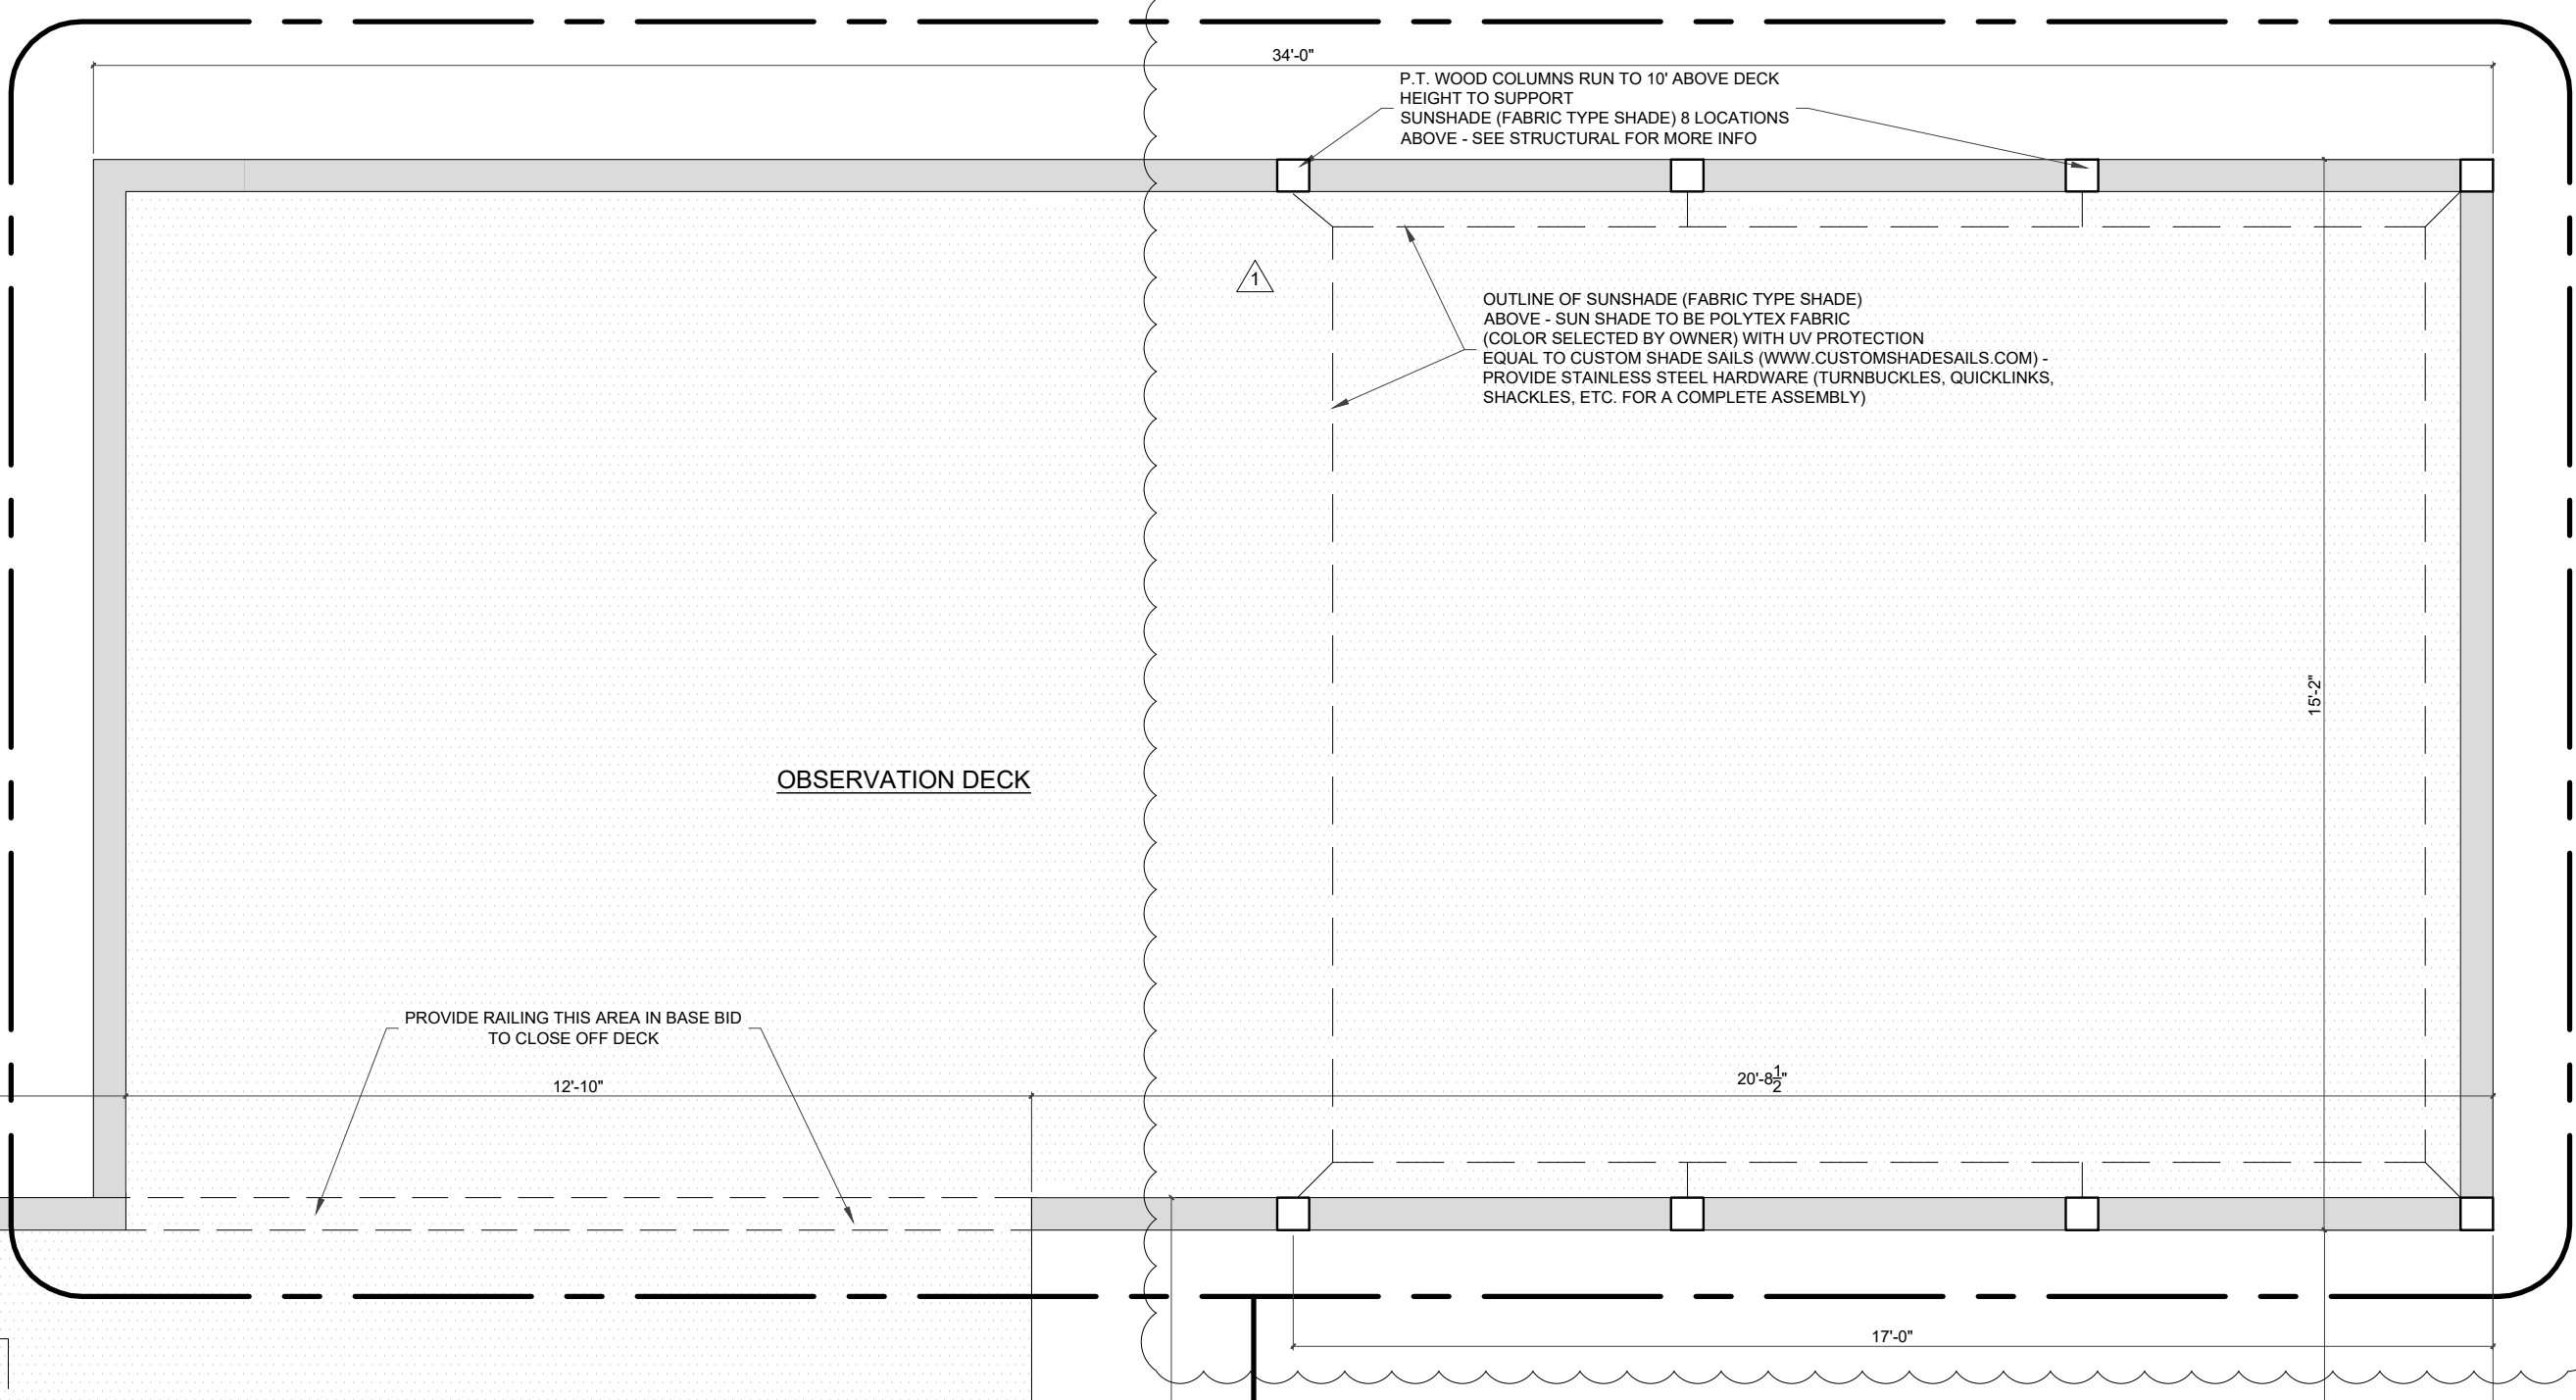 34'-0"
P.T. WOOD COLUMNS RUN TO 10' ABOVE DECK
HEIGHT TO SUPPORT
SUNSHADE (FABRIC TYPE SHADE) 8 LOCATIONS
ABOVE - SEE STRUCTURAL FOR MORE INFO
1
OUTLINE OF SUNSHADE (FABRIC TYPE SHADE)
ABOVE - SUN SHADE TO BE POLYTEX FABRIC
(COLOR SELECTED BY OWNER) WITH UV PROTECTION
EQUAL TO CUSTOM SHADE SAILS (WWW.CUSTOMSHADESAILS.COM) -
PROVIDE STAINLESS STEEL HARDWARE (TURNBUCKLES, QUICKLINKS,
SHACKLES, ETC. FOR A COMPLETE ASSEMBLY)
15'-2"
OBSERVATION DECK
PROVIDE RAILING THIS AREA IN BASE BID
TO CLOSE OFF DECK
12'-10"
20'-8 1/2"
17'-0"